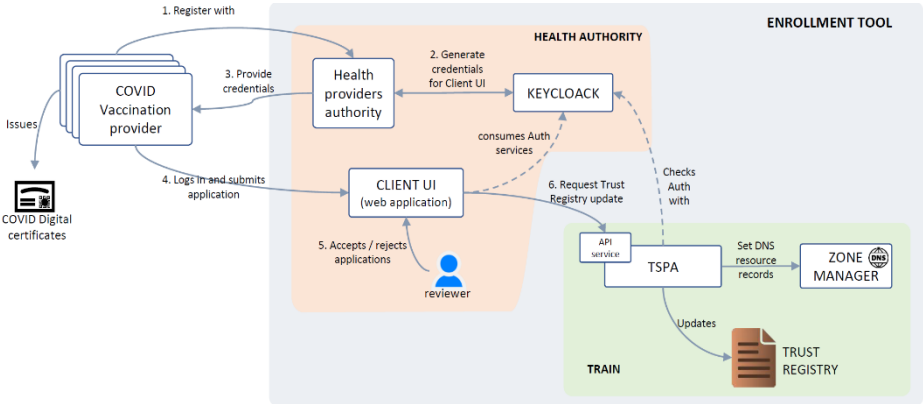 1. Register with
ENROLLMENT TOOL
HEALTH AUTHORITY
2. Generate
credentials
for Client UI
3. Provide
credentials
Health
providers
authority
KEYCLOACK
COVID
Vaccination
provider
Issues
consumes Auth
services
4. Logs in and submits
application
CLIENT UI
(web application)
6. Request Trust
Registry update
Checks
Auth
with
COVID Digital
certificates
5. Accepts / rejects
applications
reviewer
API
service
TSPA
Set DNS
resource
records
ZONE
MANAGER
DNS
Updates
TRUST
REGISTRY
TRAIN